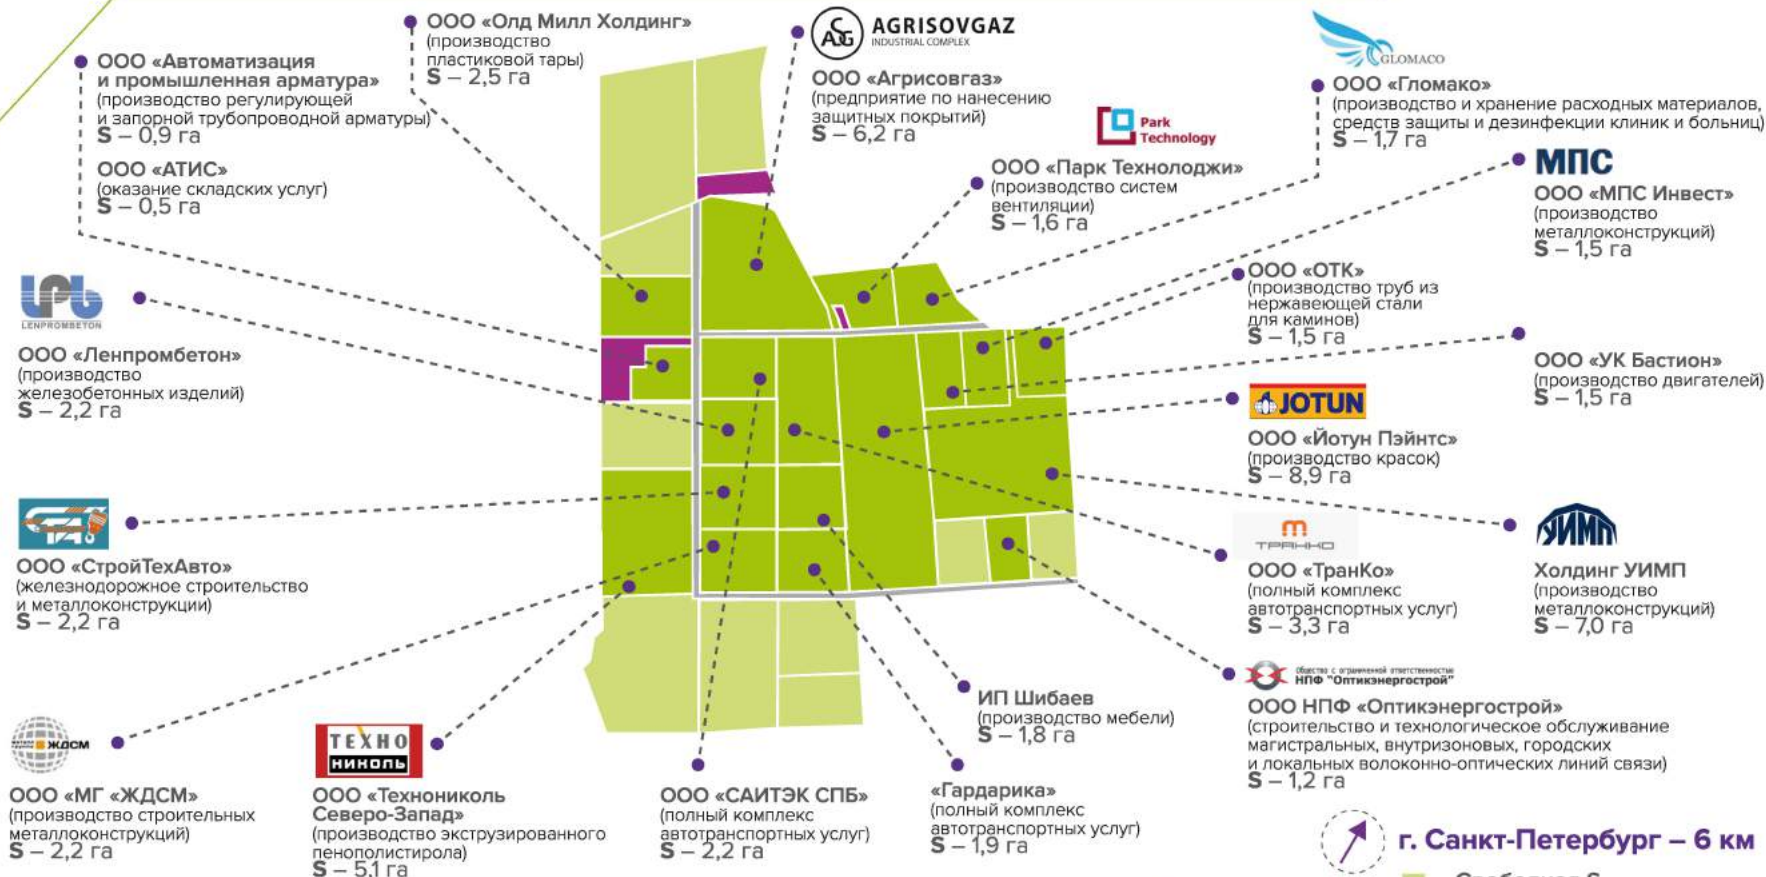 ООО «Олд Милл Холдинг»
(производство
пластиковой тары)
S – 2,5 га
ООО «Автоматизация
и промышленная арматура»
(производство регулирующей
и запорной трубопроводной арматуры)
S – 0,9 га
ООО «АТИС»
(оказание складских услуг)
S – 0,5 га
ASG
AGRISOVGAZ
INDUSTRIAL COMPLEX
ООО «Агрисовгаз»
(предприятие по нанесению
защитных покрытий)
S – 6,2 га
Park
Technology
ООО «Парк Технолоджи»
(производство систем
вентиляции)
S – 1,6 га
GLOMACO
ООО «Гломако»
(производство и хранение расходных материалов,
средств защиты и дезинфекции клиник и больниц)
S – 1,7 га
МПС
ООО «МПС Инвест»
(производство
металлоконструкций)
S – 1,5 га
ООО «ОТК»
(производство труб из
нержавеющей стали
для каминов)
S – 1,5 га
ООО «УК Бастион»
(производство двигателей)
S – 1,5 га
LENPROMBETON
ООО «Ленпромбетон»
(производство
железобетонных изделий)
S – 2,2 га
JOTUN
ООО «Йотун Пэйнтс»
(производство красок)
S – 8,9 га
ООО «СтройТехАвто»
(железнодорожное строительство
и металлоконструкции)
S – 2,2 га
ТРАНКО
ООО «ТранКо»
(полный комплекс
автотранспортных услуг)
S – 3,3 га
УИМП
Холдинг УИМП
(производство
металлоконструкций)
S – 7,0 га
Общество с ограниченной ответственностью
НПФ "Оптикэнергострой"
ООО НПФ «Оптикэнергострой»
(строительство и технологическое обслуживание
магистральных, внутризоновых, городских
и локальных волоконно-оптических линий связи)
S – 1,2 га
ИП Шибаев
(производство мебели)
S – 1,8 га
ЖДСМ
ООО «МГ «ЖДСМ»
(производство строительных
металлоконструкций)
S – 2,2 га
ТЕХНО
НИКОЛЬ
ООО «Технониколь
Северо-Запад»
(производство экструзированного
пенополистирола)
S – 5,1 га
ООО «САИТЭК СПБ»
(полный комплекс
автотранспортных услуг)
S – 2,2 га
«Гардарика»
(полный комплекс
автотранспортных услуг)
S – 1,9 га
г. Санкт-Петербург – 6 км